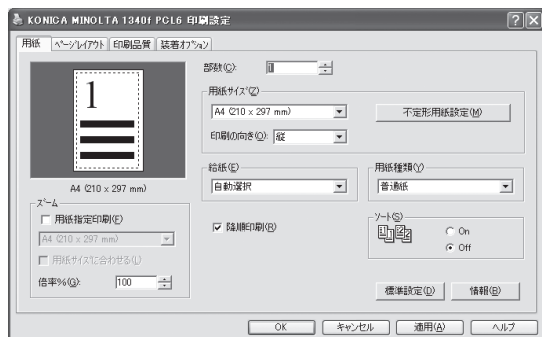 KONICA MINOLTA 1340f PCL6 印刷設定
用紙 ページレイアウト 印刷品質 装着オプション
1
A4 (210 x 297 mm)
ズーム
用紙指定印刷(F)
A4 (210 x 297 mm)
用紙サイズに合わせる(L)
倍率%(G): 100
部数(C): 1
用紙サイズ(Z)
A4 (210 x 297 mm) 不定形用紙設定(M)
印刷の向き(O): 縦
給紙(E)
自動選択
用紙種類(Y)
普通紙
降順印刷(R)
ソート(S)
1 1 2 2
On
Off
標準設定(D) 情報(B)
OK キャンセル 適用(A) ヘルプ